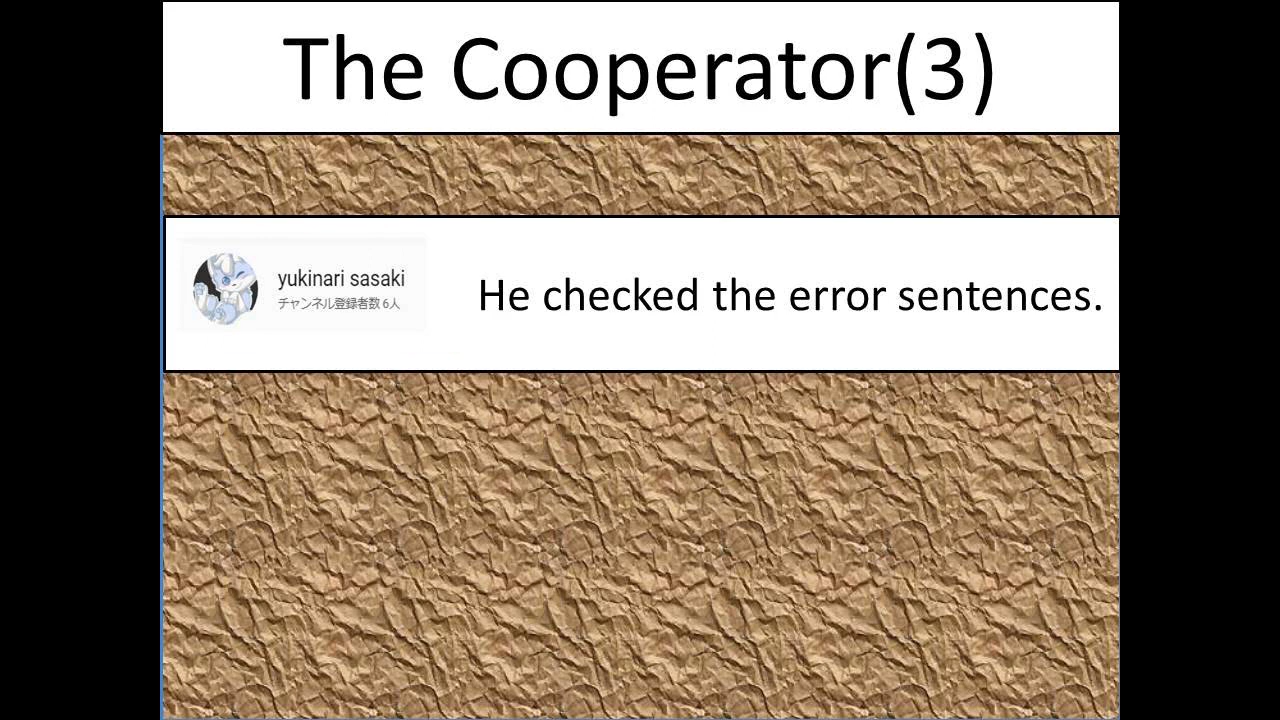 The Cooperator(3)
yukinari sasaki
チャンネル登録者数 6人
He checked the error sentences.